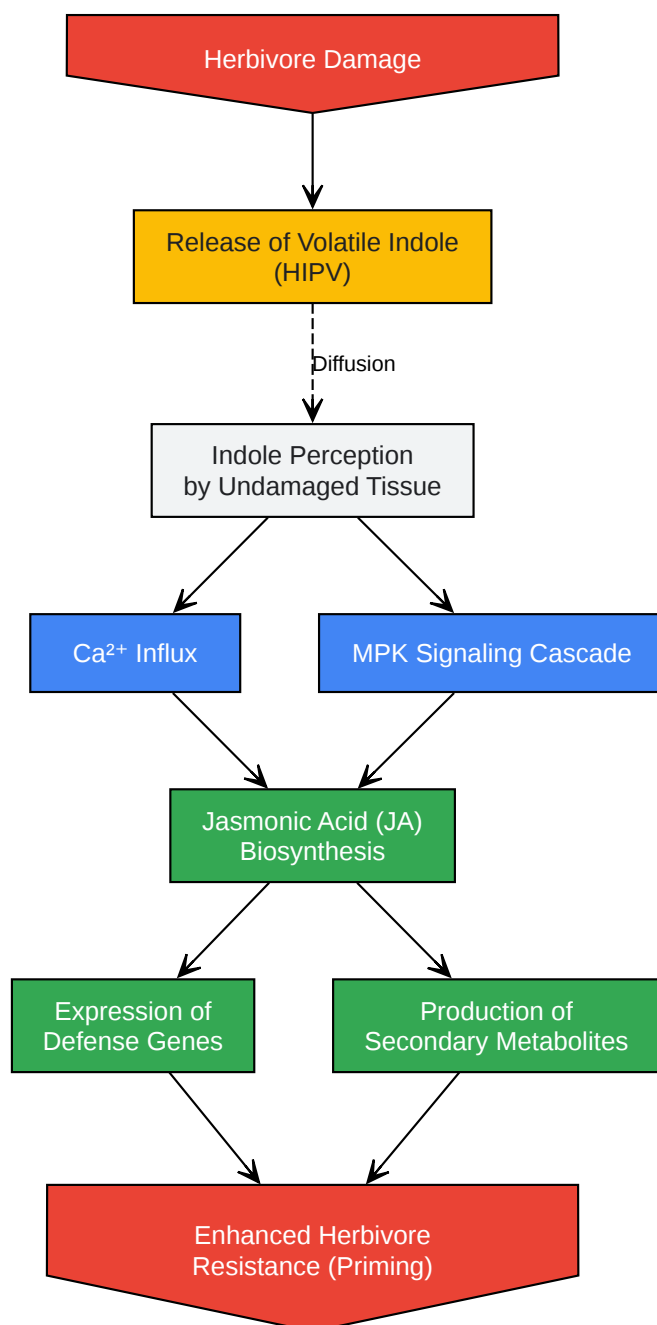 Herbivore Damage
Release of Volatile Indole
(HIPV)
Diffusion
Indole Perception
by Undamaged Tissue
Ca²⁺ Influx
MPK Signaling Cascade
Jasmonic Acid (JA)
Biosynthesis
Expression of
Defense Genes
Production of
Secondary Metabolites
Enhanced Herbivore
Resistance (Priming)